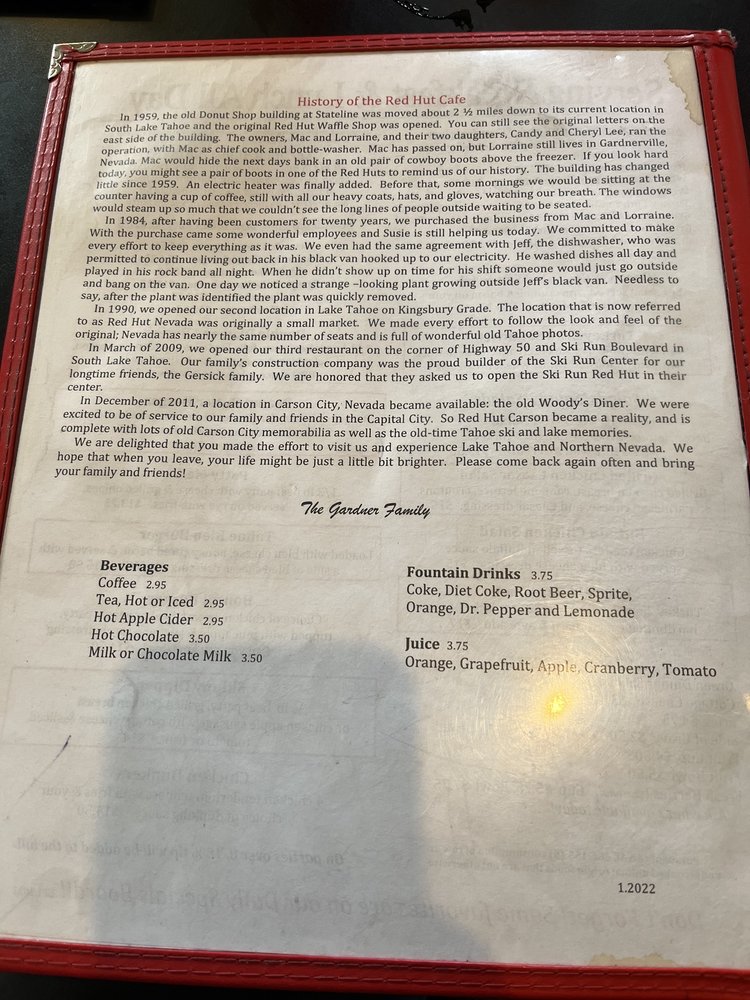 History of the Red Hut Cafe
In 1959, the old Donut Shop building at Stateline was moved about 2 ½ miles down to its current location in
South Lake Tahoe and the original Red Hut Waffle Shop was opened. You can still see the original letters on the
east side of the building. The owners, Mac and Lorraine, and their two daughters, Candy and Cheryl Lee, ran the
operation, with Mac as chief cook and bottle-washer. Mac has passed on, but Lorraine still lives in Gardnerville,
Nevada. Mac would hide the next days bank in an old pair of cowboy boots above the freezer. If you look hard
today, you might see a pair of boots in one of the Red Huts to remind us of our history. The building has changed
little since 1959. An electric heater was finally added. Before that, some mornings we would be sitting at the
counter having a cup of coffee, still with all our heavy coats, hats, and gloves, watching our breath. The windows
would steam up so much that we couldn't see the long lines of people outside waiting to be seated.
In 1984, after having been customers for twenty years, we purchased the business from Mac and Lorraine.
With the purchase came some wonderful employees and Susie is still helping us today. We committed to make
every effort to keep everything as it was. We even had the same agreement with Jeff, the dishwasher, who was
permitted to continue living out back in his black van hooked up to our electricity. He washed dishes all day and
played in his rock band all night. When he didn't show up on time for his shift someone would just go outside
and bang on the van. One day we noticed a strange –looking plant growing outside Jeff's black van. Needless to
say, after the plant was identified the plant was quickly removed.
In 1990, we opened our second location in Lake Tahoe on Kingsbury Grade. The location that is now referred
to as Red Hut Nevada was originally a small market. We made every effort to follow the look and feel of the
original; Nevada has nearly the same number of seats and is full of wonderful old Tahoe photos.
In March of 2009, we opened our third restaurant on the corner of Highway 50 and Ski Run Boulevard in
South Lake Tahoe. Our family's construction company was the proud builder of the Ski Run Center for our
longtime friends, the Gersick family. We are honored that they asked us to open the Ski Run Red Hut in their
center.
In December of 2011, a location in Carson City, Nevada became available: the old Woody's Diner. We were
excited to be of service to our family and friends in the Capital City. So Red Hut Carson became a reality, and is
complete with lots of old Carson City memorabilia as well as the old-time Tahoe ski and lake memories.
We are delighted that you made the effort to visit us and experience Lake Tahoe and Northern Nevada. We
hope that when you leave, your life might be just a little bit brighter. Please come back again often and bring
your family and friends!
The Gardner Family
Beverages
Coffee 2.95
Tea, Hot or Iced 2.95
Hot Apple Cider 2.95
Hot Chocolate 3.50
Milk or Chocolate Milk 3.50
Fountain Drinks 3.75
Coke, Diet Coke, Root Beer, Sprite,
Orange, Dr. Pepper and Lemonade
Juice 3.75
Orange, Grapefruit, Apple, Cranberry, Tomato
1.2022